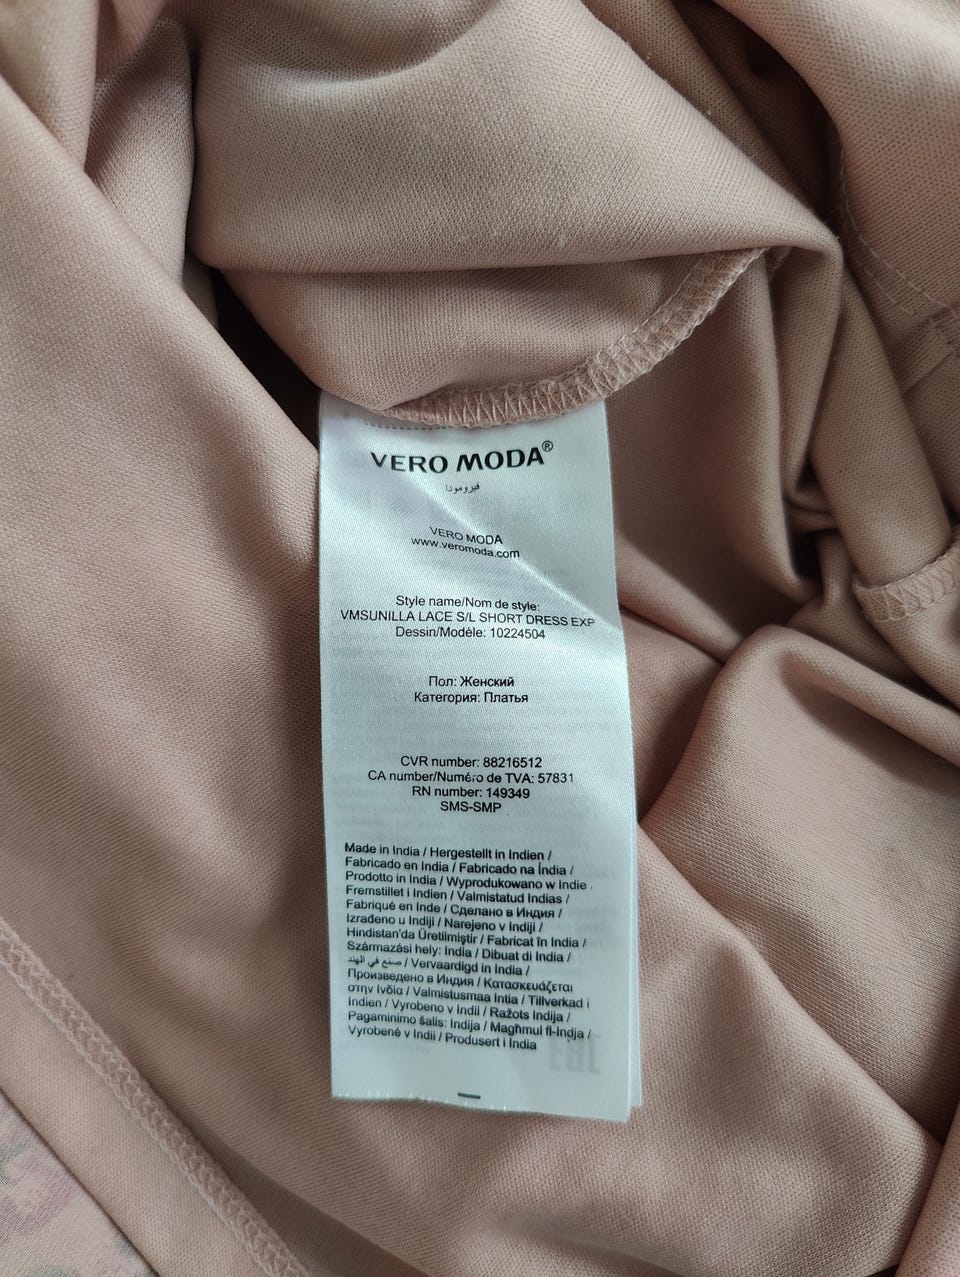 VERO MODA®
فيرومودا
VERO MODA
www.veromoda.com
Style name/Nom de style:
VMSUNILLA LACE S/L SHORT DRESS EXP
Dessin/Modèle: 10224504
Пол: Женский
Категория: Платья
CVR number: 88216512
CA number/Numéro de TVA: 57831
RN number: 149349
SMS-SMP
Made in India / Hergestellt in Indien /
Fabricado en India / Fabricado na Índia /
Prodotto in India / Wyprodukowano w Indie .
Fremstillet i Indien / Valmistatud Indias /
Fabriqué en Inde / Сделано в Индия /
Izrađeno u Indiji / Narejeno v Indiji /
Hindistan'da Üretilmiştir / Fabricat în India /
Származási hely: India / Dibuat di India /
صنع في الهند / Vervaardigd in India /
Произведено в Индия / Κατασκευάζεται
στην Ινδία / Valmistusmaa Intia / Tillverkad i
Indien / Vyrobeno v Indii / Ražots Indija /
Pagaminimo šalis: Indija / Magħmul fl-Indja /
Vyrobené v Indii / Produsert i India